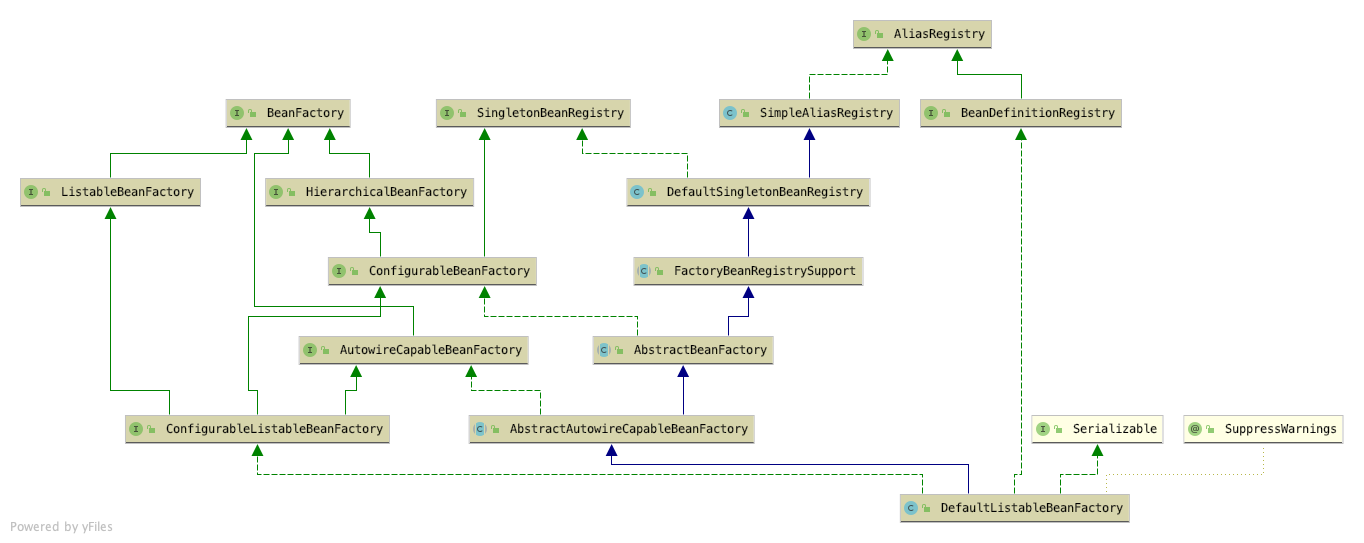 I AliasRegistry
I BeanFactory
I SingletonBeanRegistry
C SimpleAliasRegistry
I BeanDefinitionRegistry
I ListableBeanFactory
I HierarchicalBeanFactory
C DefaultSingletonBeanRegistry
I ConfigurableBeanFactory
C FactoryBeanRegistrySupport
I AutowireCapableBeanFactory
C AbstractBeanFactory
I ConfigurableListableBeanFactory
C AbstractAutowireCapableBeanFactory
I Serializable
@ SuppressWarnings
C DefaultListableBeanFactory
Powered by yFiles